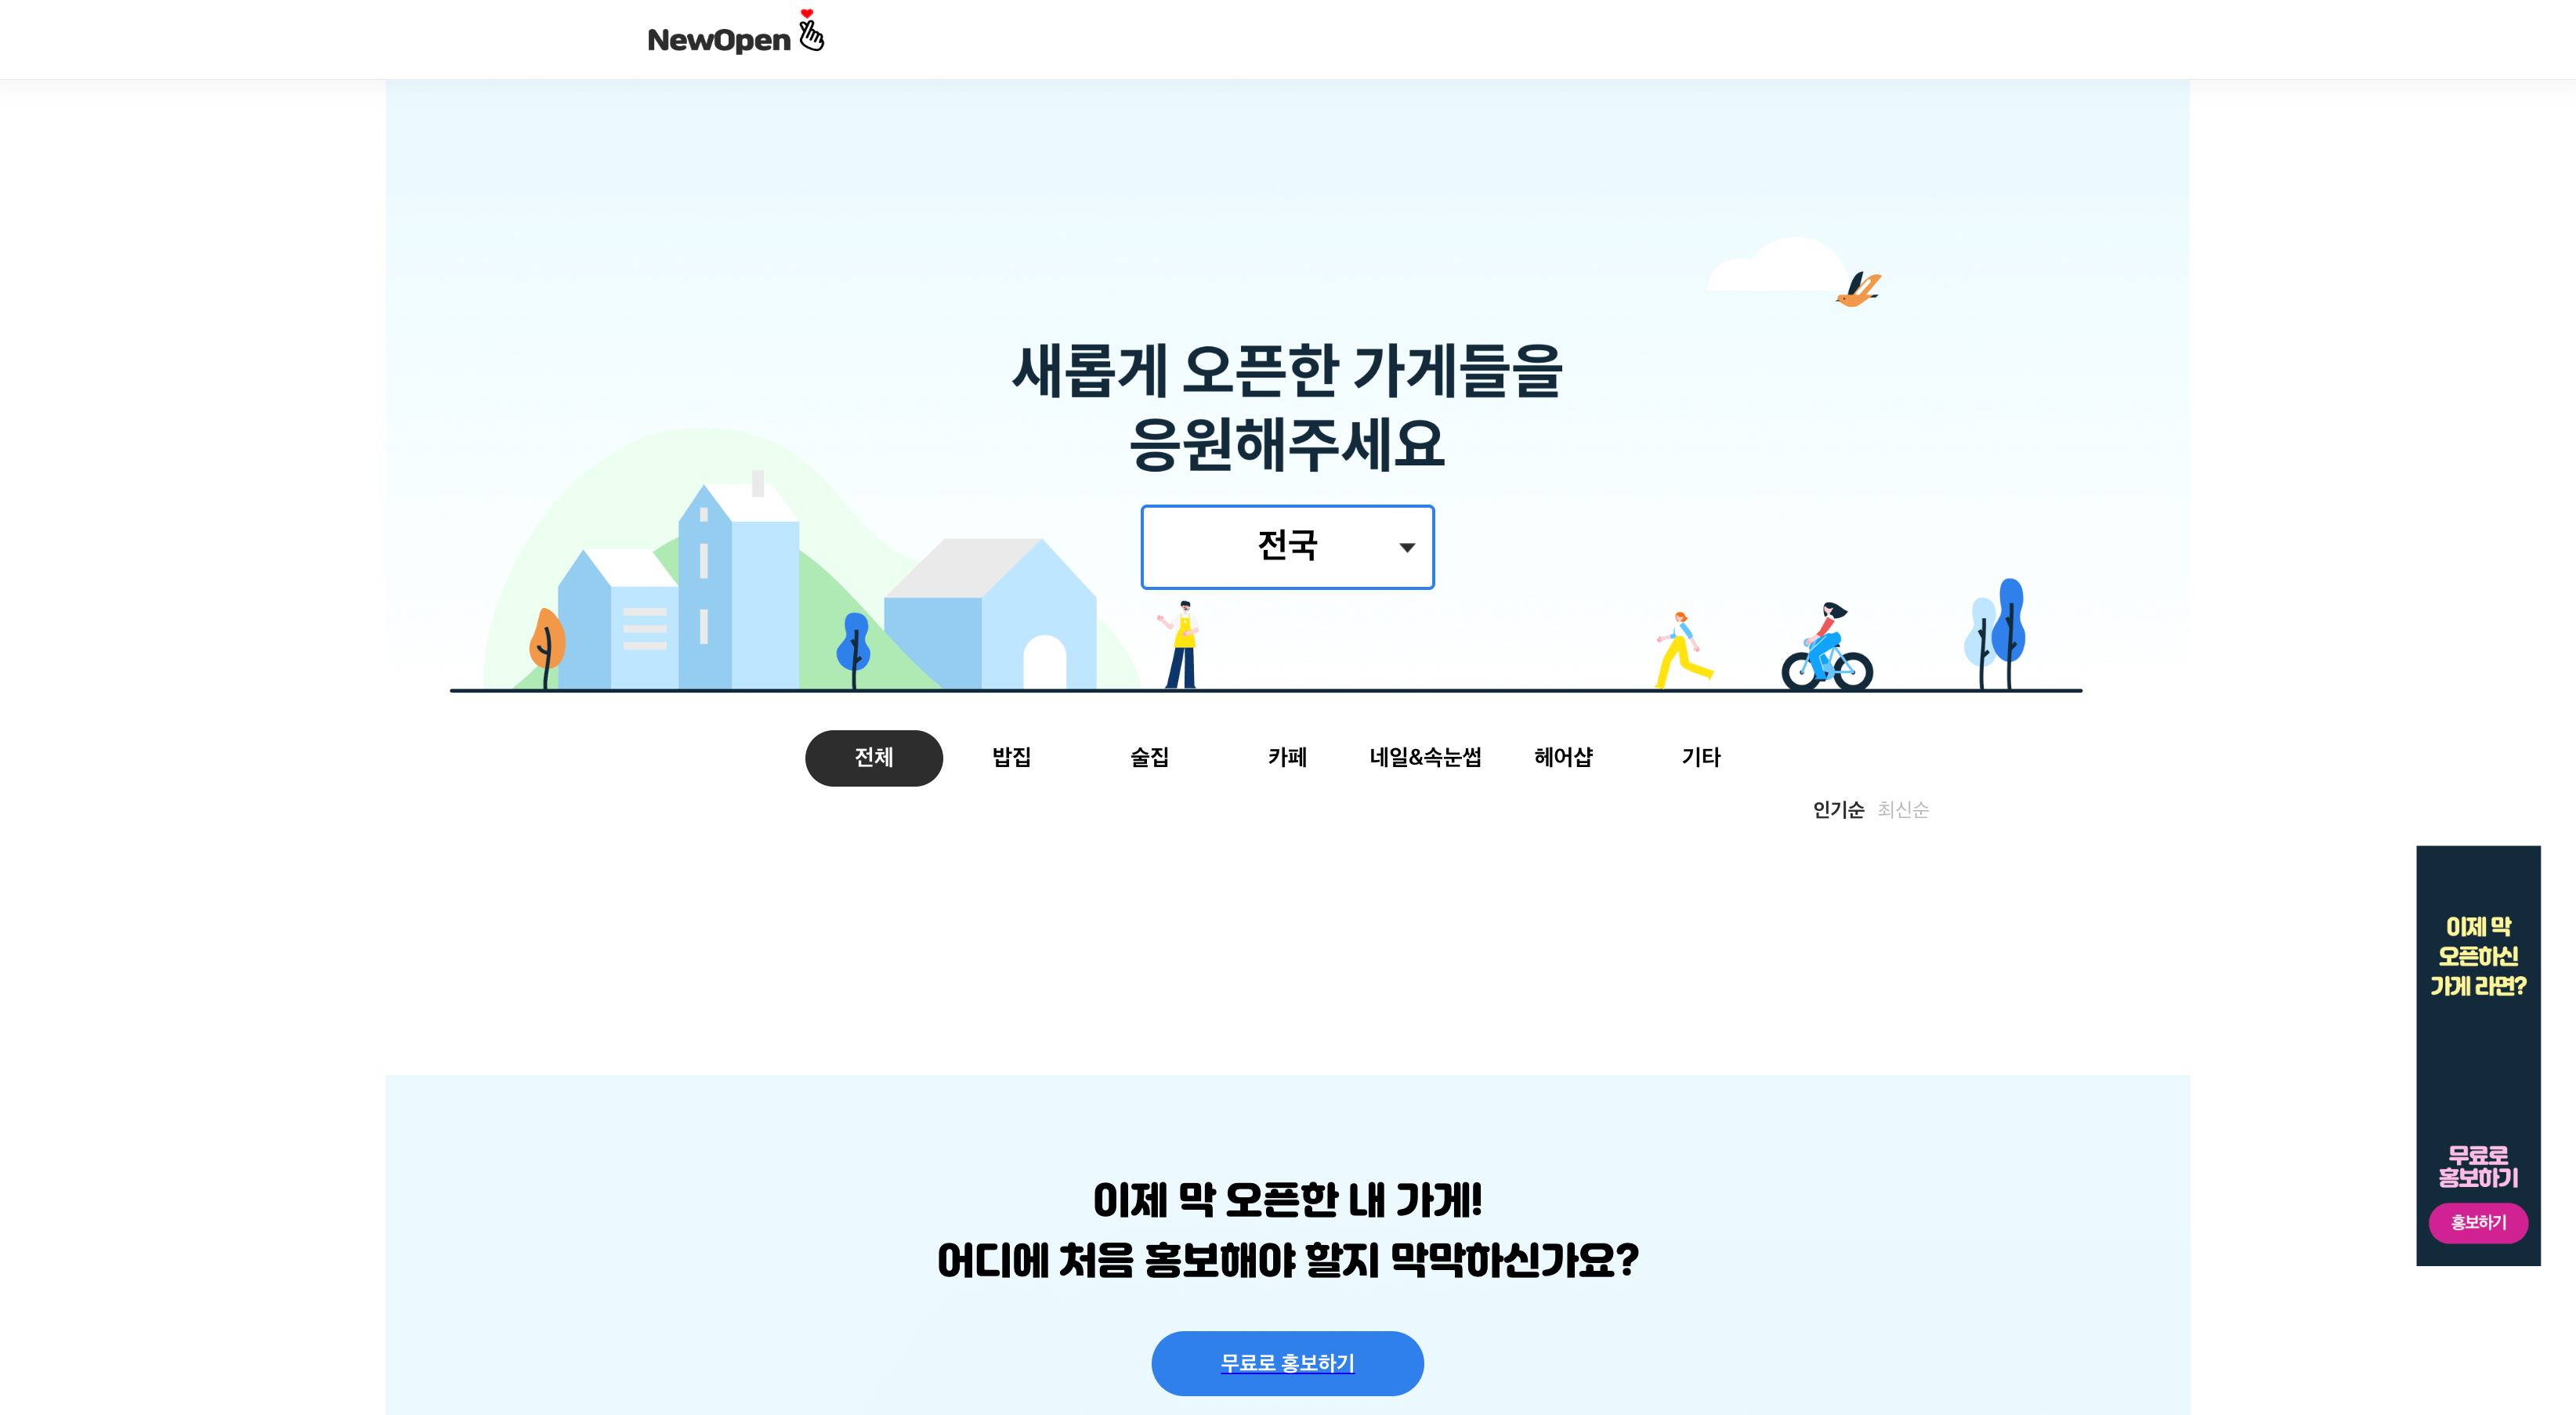 NewOpen
새롭게 오픈한 가게들을
응원해주세요
전국
전체 밥집 술집 카페 네일&속눈썹 헤어샵 기타
인기순 최신순
이제 막
오픈하신
가게 라면?
무료로
홍보하기
홍보하기
이제 막 오픈한 내 가게!
어디에 처음 홍보해야 할지 막막하신가요?
무료로 홍보하기